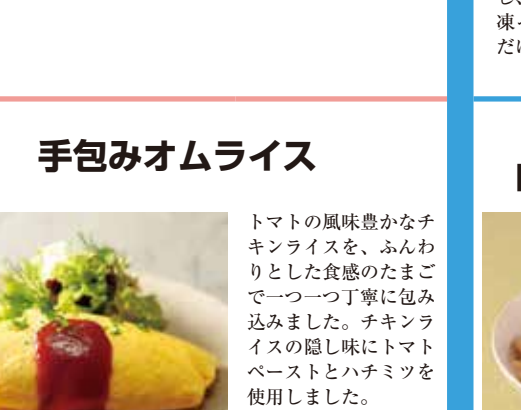 手包みオムライス
トマトの風味豊かなチ
キンライスを、ふんわ
りとした食感のたまご
で一つ一つ丁寧に包み
込みました。チキンラ
イスの隠し味にトマト
ペーストとハチミツを
使用しました。
凍
だ